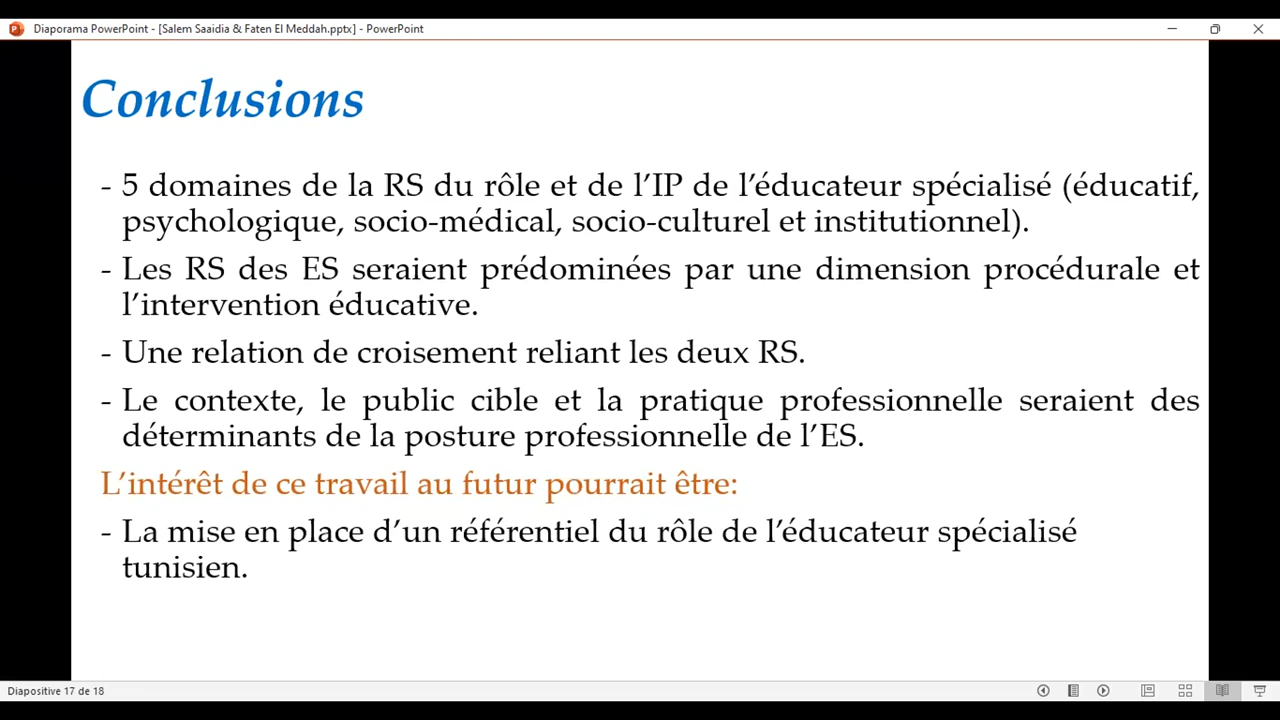 Diaporama PowerPoint - [Salem Saaidia & Faten El Meddah.pptx] - PowerPoint
Conclusions
- 5 domaines de la RS du rôle et de l’IP de l’éducateur spécialisé (éducatif,
psychologique, socio-médical, socio-culturel et institutionnel).
- Les RS des ES seraient prédominées par une dimension procédurale et
l’intervention éducative.
- Une relation de croisement reliant les deux RS.
- Le contexte, le public cible et la pratique professionnelle seraient des
déterminants de la posture professionnelle de l’ES.
L’intérêt de ce travail au futur pourrait être:
- La mise en place d’un référentiel du rôle de l’éducateur spécialisé
tunisien.
Diapositive 17 de 18